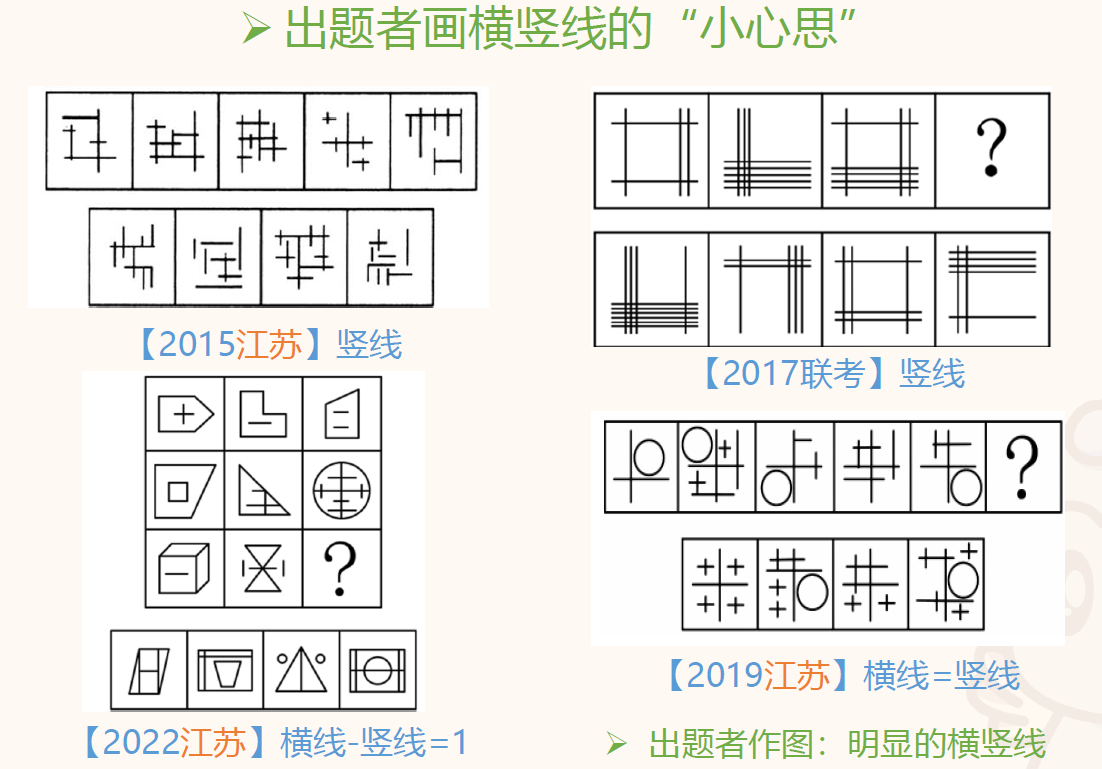 ➢ 出题者画横竖线的“小心思”
?
【2015江苏】竖线
【2017联考】竖线
?
?
【2019江苏】横线=竖线
【2022江苏】横线-竖线=1
➢ 出题者作图：明显的横竖线